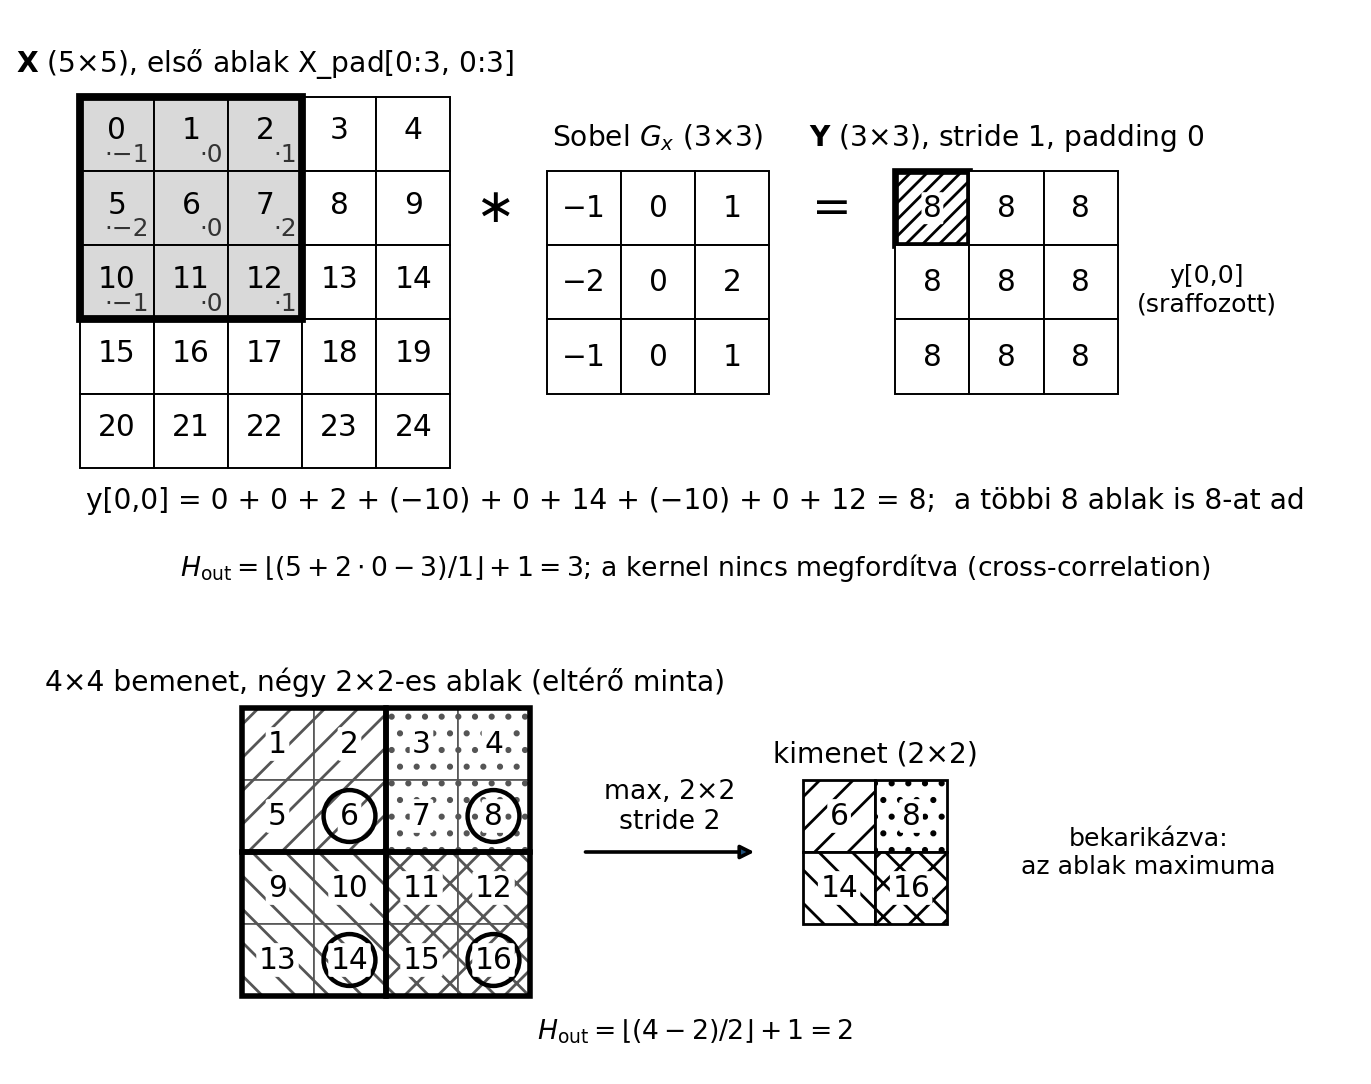 X (5×5), első ablak X_pad[0:3, 0:3]
Sobel Gₓ (3×3)
Y (3×3), stride 1, padding 0
0 1 2 3 4
·−1 ·0 ·1
5 6 7 8 9
·−2 ·0 ·2
10 11 12 13 14
·−1 ·0 ·1
15 16 17 18 19
20 21 22 23 24
∗
−1 0 1
−2 0 2
−1 0 1
=
8 8 8
8 8 8
8 8 8
y[0,0]
(sraffozott)
y[0,0] = 0 + 0 + 2 + (−10) + 0 + 14 + (−10) + 0 + 12 = 8; a többi 8 ablak is 8-at ad
H_out = ⌊(5 + 2 · 0 − 3)/1⌋ + 1 = 3; a kernel nincs megfordítva (cross-correlation)
4×4 bemenet, négy 2×2-es ablak (eltérő minta)
1 2 3 4
5 6 7 8
9 10 11 12
13 14 15 16
max, 2×2
stride 2
kimenet (2×2)
6 8
14 16
bekarikázva:
az ablak maximuma
H_out = ⌊(4 − 2)/2⌋ + 1 = 2